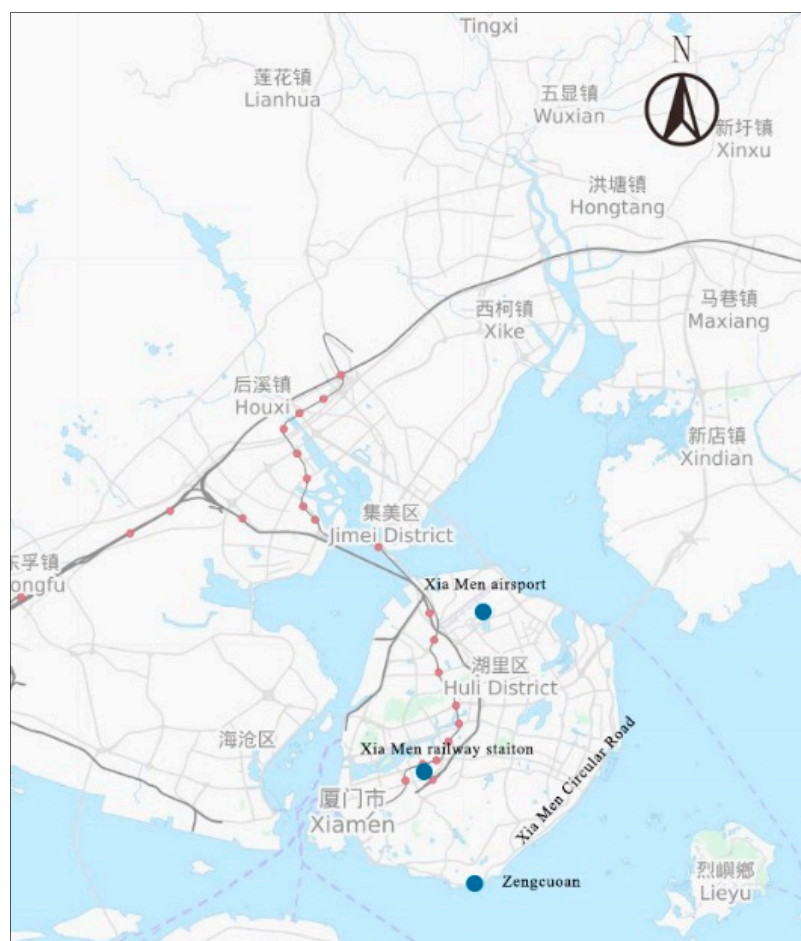 Tingxi
N
莲花镇
Lianhua
五显镇
Wuxian
新圩镇
Xinxu
洪塘镇
Hongtang
西柯镇
Xike
马巷镇
Maxiang
后溪镇
Houxi
新店镇
Xindian
集美区
Jimei District
东孚镇
ongfu
Xia Men airsport
湖里区
Huli District
海沧区
Xia Men railway staiton
Xia Men Circular Road
厦门市
Xiamen
Zengcuoan
烈嶼鄉
Lieyu